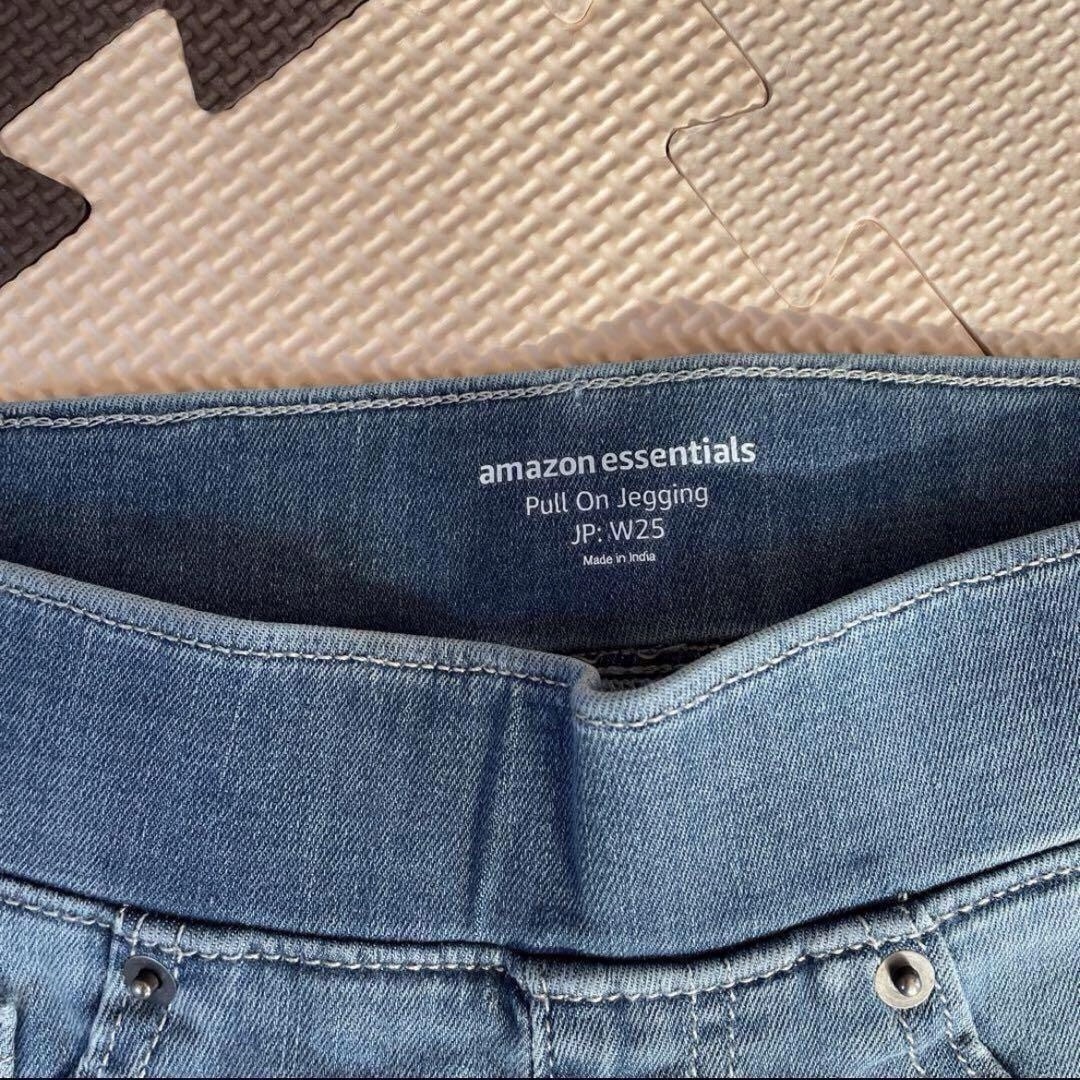 amazon essentials
Pull On Jegging
JP: W25
Made in India